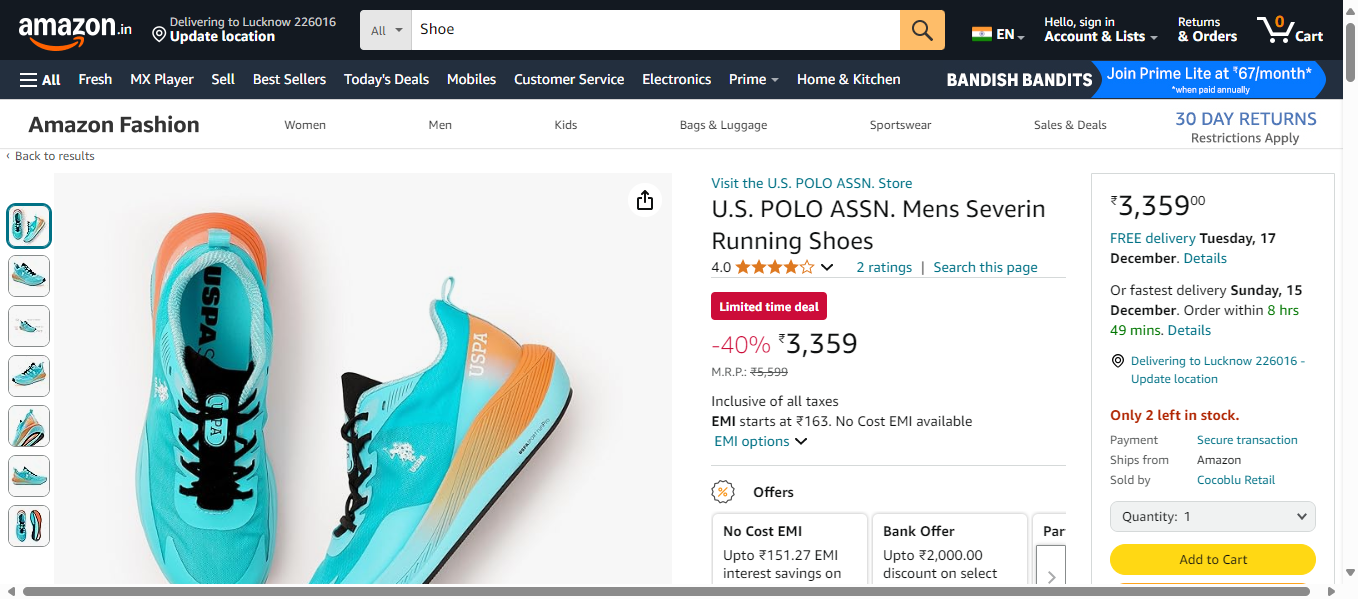 amazon.in
Delivering to Lucknow 226016
Update location
All
Shoe
EN
Hello, sign in
Account & Lists
Returns
& Orders
0
Cart
All
Fresh
MX Player
Sell
Best Sellers
Today's Deals
Mobiles
Customer Service
Electronics
Prime
Home & Kitchen
BANDISH BANDITS
Join Prime Lite at ₹67/month*
*when paid annually
Amazon Fashion
Women
Men
Kids
Bags & Luggage
Sportswear
Sales & Deals
30 DAY RETURNS
Restrictions Apply
‹ Back to results
USPA
USPA
USPA
Visit the U.S. POLO ASSN. Store
U.S. POLO ASSN. Mens Severin
Running Shoes
4.0
2 ratings | Search this page
Limited time deal
-40% ₹3,359
M.R.P.: ₹5,599
Inclusive of all taxes
EMI starts at ₹163. No Cost EMI available
EMI options
Offers
No Cost EMI
Upto ₹151.27 EMI
interest savings on
Bank Offer
Upto ₹2,000.00
discount on select
Par
₹3,359 00
FREE delivery Tuesday, 17
December. Details
Or fastest delivery Sunday, 15
December. Order within 8 hrs
49 mins. Details
Delivering to Lucknow 226016 -
Update location
Only 2 left in stock.
Payment Secure transaction
Ships from Amazon
Sold by Cocoblu Retail
Quantity: 1
Add to Cart